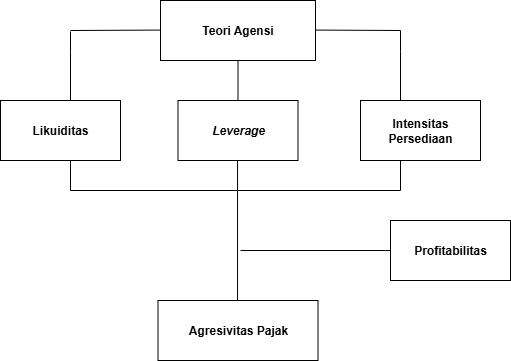 Teori Agensi
Likuiditas
Leverage
Intensitas
Persediaan
Profitabilitas
Agresivitas Pajak